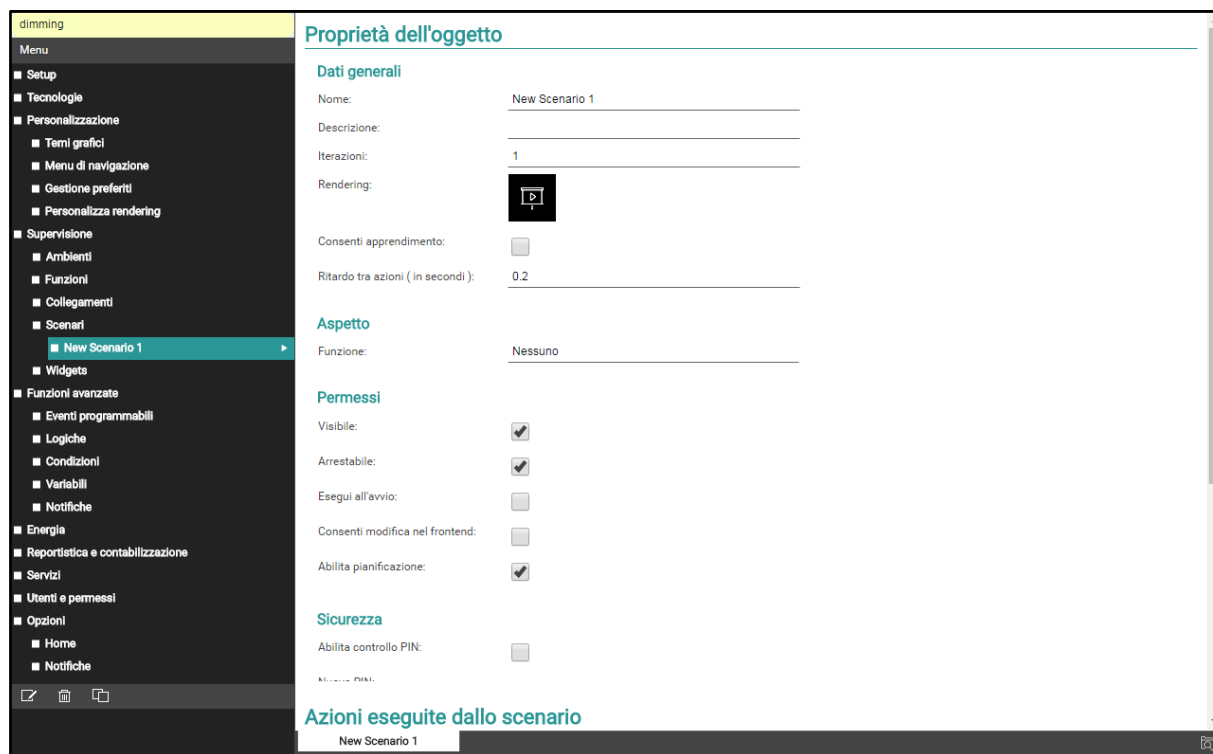 dimming
Menu
Setup
Tecnologie
Personalizzazione
Temi grafici
Menu di navigazione
Gestione preferiti
Personalizza rendering
Supervisione
Ambienti
Funzioni
Collegamenti
Scenari
New Scenario 1
Widgets
Funzioni avanzate
Eventi programmabili
Logiche
Condizioni
Variabili
Notifiche
Energia
Reportistica e contabilizzazione
Servizi
Utenti e permessi
Opzioni
Home
Notifiche
Proprietà dell'oggetto
Dati generali
Nome: New Scenario 1
Descrizione:
Iterazioni: 1
Rendering:
Consenti apprendimento:
Ritardo tra azioni ( in secondi ): 0.2
Aspetto
Funzione: Nessuno
Permessi
Visibile:
Arrestabile:
Esegui all'avvio:
Consenti modifica nel frontend:
Abilita pianificazione:
Sicurezza
Abilita controllo PIN:
Nuovo PIN:
Azioni eseguite dallo scenario
New Scenario 1